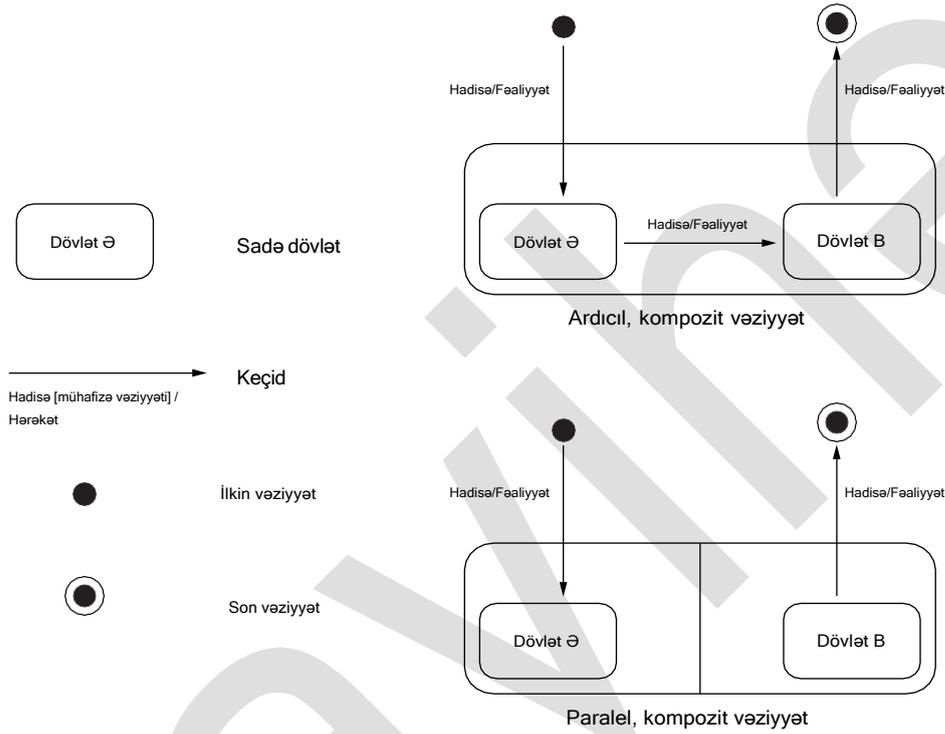 Dövlət Ə
Sadə dövlət
Hadisə [mühafizə vəziyyəti] /
Hərəkət
Keçid
İlkin vəziyyət
Son vəziyyət
Hadisə/Fəaliyyət
Hadisə/Fəaliyyət
Dövlət Ə
Hadisə/Fəaliyyət
Dövlət B
Ardıcıl, kompozit vəziyyət
Hadisə/Fəaliyyət
Hadisə/Fəaliyyət
Dövlət Ə
Dövlət B
Paralel, kompozit vəziyyət